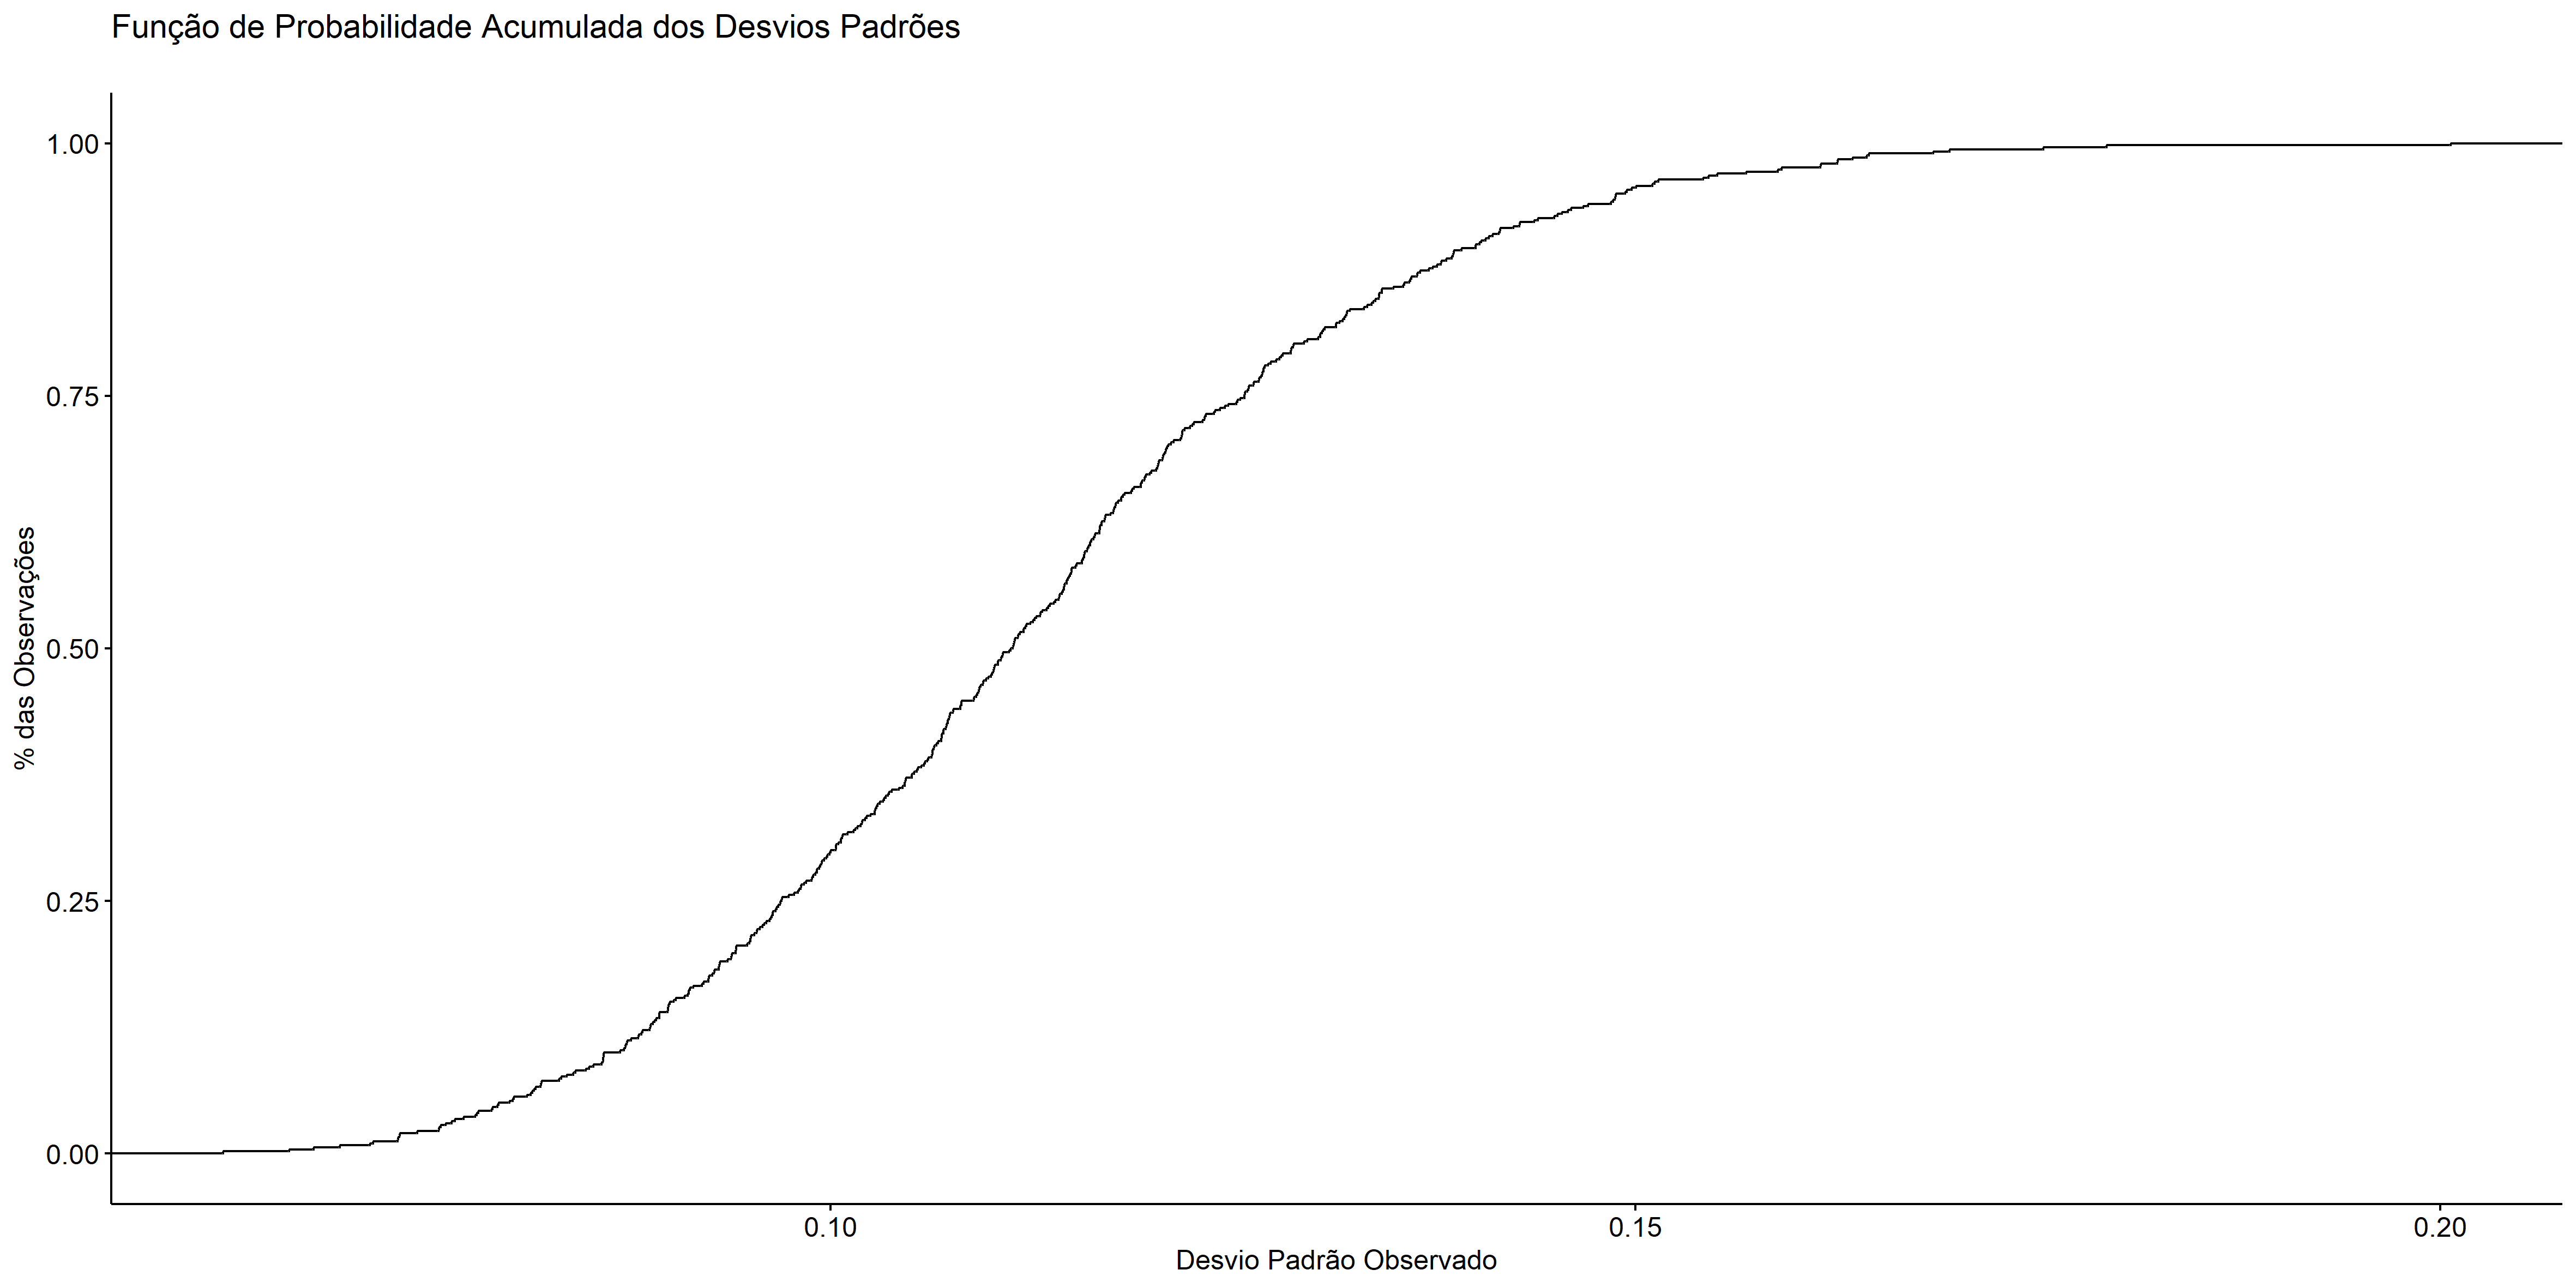 Função de Probabilidade Acumulada dos Desvios Padrões
1.00
0.75
0.50
0.25
0.00
% das Observações
0.10
0.15
0.20
Desvio Padrão Observado